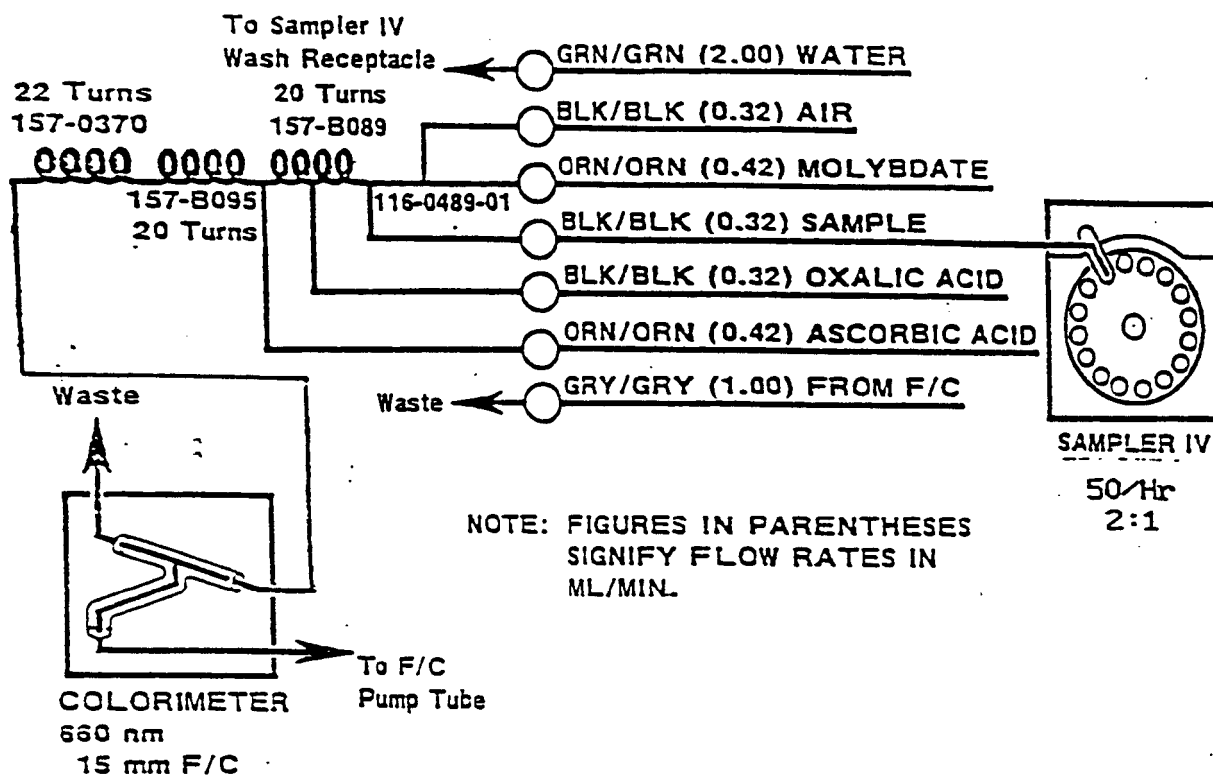 To Sampler IV
Wash Receptacle
GRN/GRN (2.00) WATER
22 Turns
157-0370
20 Turns
157-B089
BLK/BLK (0.32) AIR
ORN/ORN (0.42) MOLYBDATE
157-B095
20 Turns
116-0489-01
BLK/BLK (0.32) SAMPLE
BLK/BLK (0.32) OXALIC ACID
ORN/ORN (0.42) ASCORBIC ACID
Waste
Waste
GRY/GRY (1.00) FROM F/C
SAMPLER IV
50/Hr
2:1
NOTE: FIGURES IN PARENTHESES
SIGNIFY FLOW RATES IN
ML/MIN.
To F/C
Pump Tube
COLORIMETER
660 nm
15 mm F/C